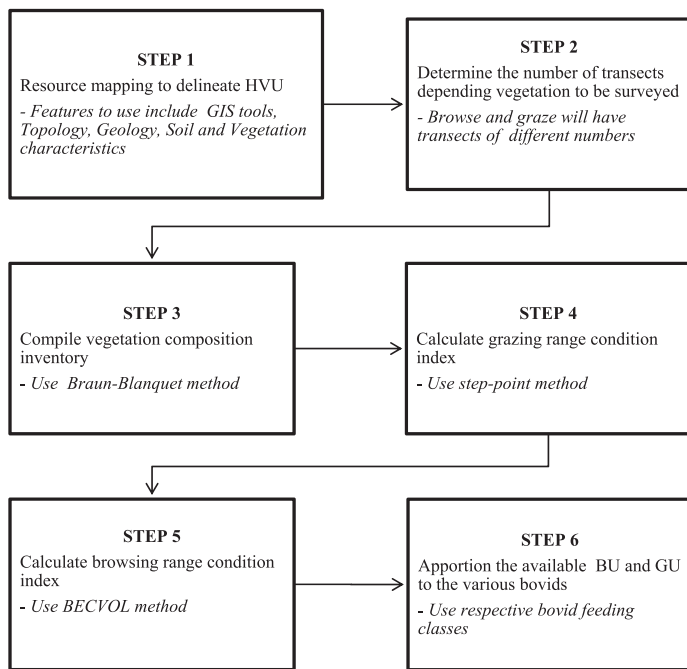 STEP 1
Resource mapping to delineate HVU
- Features to use include GIS tools,
Topology, Geology, Soil and Vegetation
characteristics
STEP 2
Determine the number of transects
depending vegetation to be surveyed
- Browse and graze will have
transects of different numbers
STEP 3
Compile vegetation composition
inventory
- Use Braun-Blanquet method
STEP 4
Calculate grazing range condition
index
- Use step-point method
STEP 5
Calculate browsing range condition
index
- Use BECVOL method
STEP 6
Apportion the available BU and GU
to the various bovids
- Use respective bovid feeding
classes